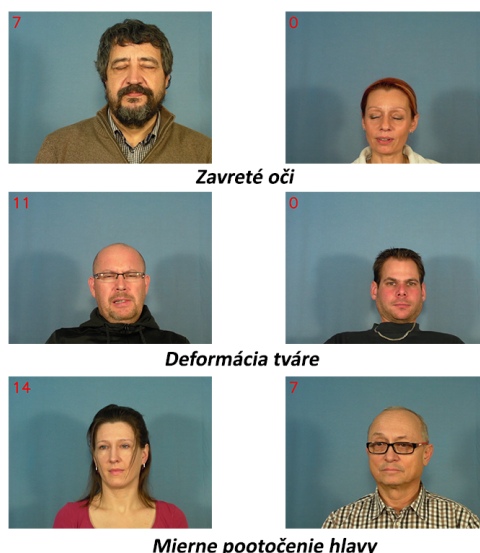 7 0
Zavreté oči
11 0
Deformácia tváre
14 7
Mierne pootočenie hlavy